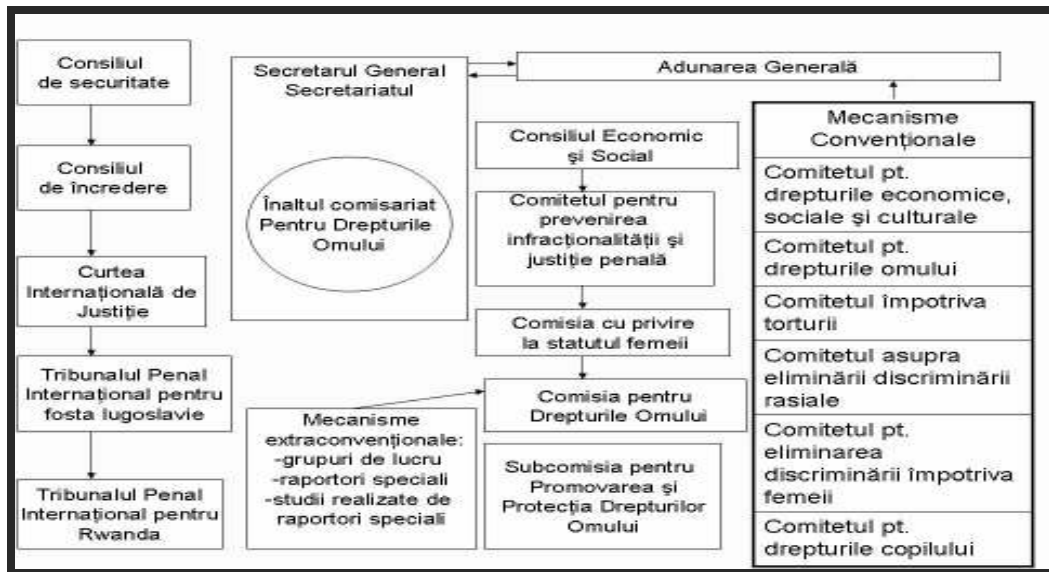 Consiliul
de securitate
Consiliul
de încredere
Curtea
Internațională de
Justiție
Tribunalul Penal
Internațional pentru
fosta Iugoslavie
Tribunalul Penal
Internațional pentru
Rwanda
Secretarul General
Secretariatul
Înaltul comisariat
Pentru Drepturile
Omului
Mecanisme
extraconvenționale:
-grupuri de lucru
-raportori speciali
-studii realizate de
raportori speciali
Adunarea Generală
Consiliul Economic
și Social
Comitetul pentru
prevenirea
infracționalității și
justiție penală
Comisia cu privire
la statutul femeii
Comisia pentru
Drepturile Omului
Subcomisia pentru
Promovarea și
Protecția Drepturilor
Omului
Mecanisme
Convenționale
Comitetul pt.
drepturile economice,
sociale și culturale
Comitetul pt.
drepturile omului
Comitetul împotriva
torturii
Comitetul asupra
eliminării discriminării
rasiale
Comitetul pt.
eliminarea
discriminării împotriva
femeii
Comitetul pt.
drepturile copilului